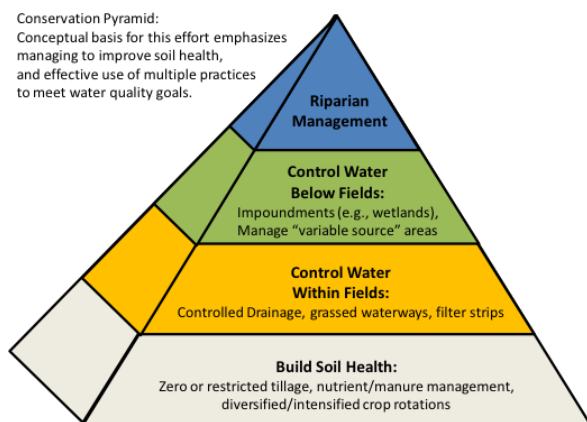 Conservation Pyramid:
Conceptual basis for this effort emphasizes
managing to improve soil health,
and effective use of multiple practices
to meet water quality goals.
Riparian
Management
Control Water
Below Fields:
Impoundments (e.g., wetlands),
Manage “variable source” areas
Control Water
Within Fields:
Controlled Drainage, grassed waterways, filter strips
Build Soil Health:
Zero or restricted tillage, nutrient/manure management,
diversified/intensified crop rotations